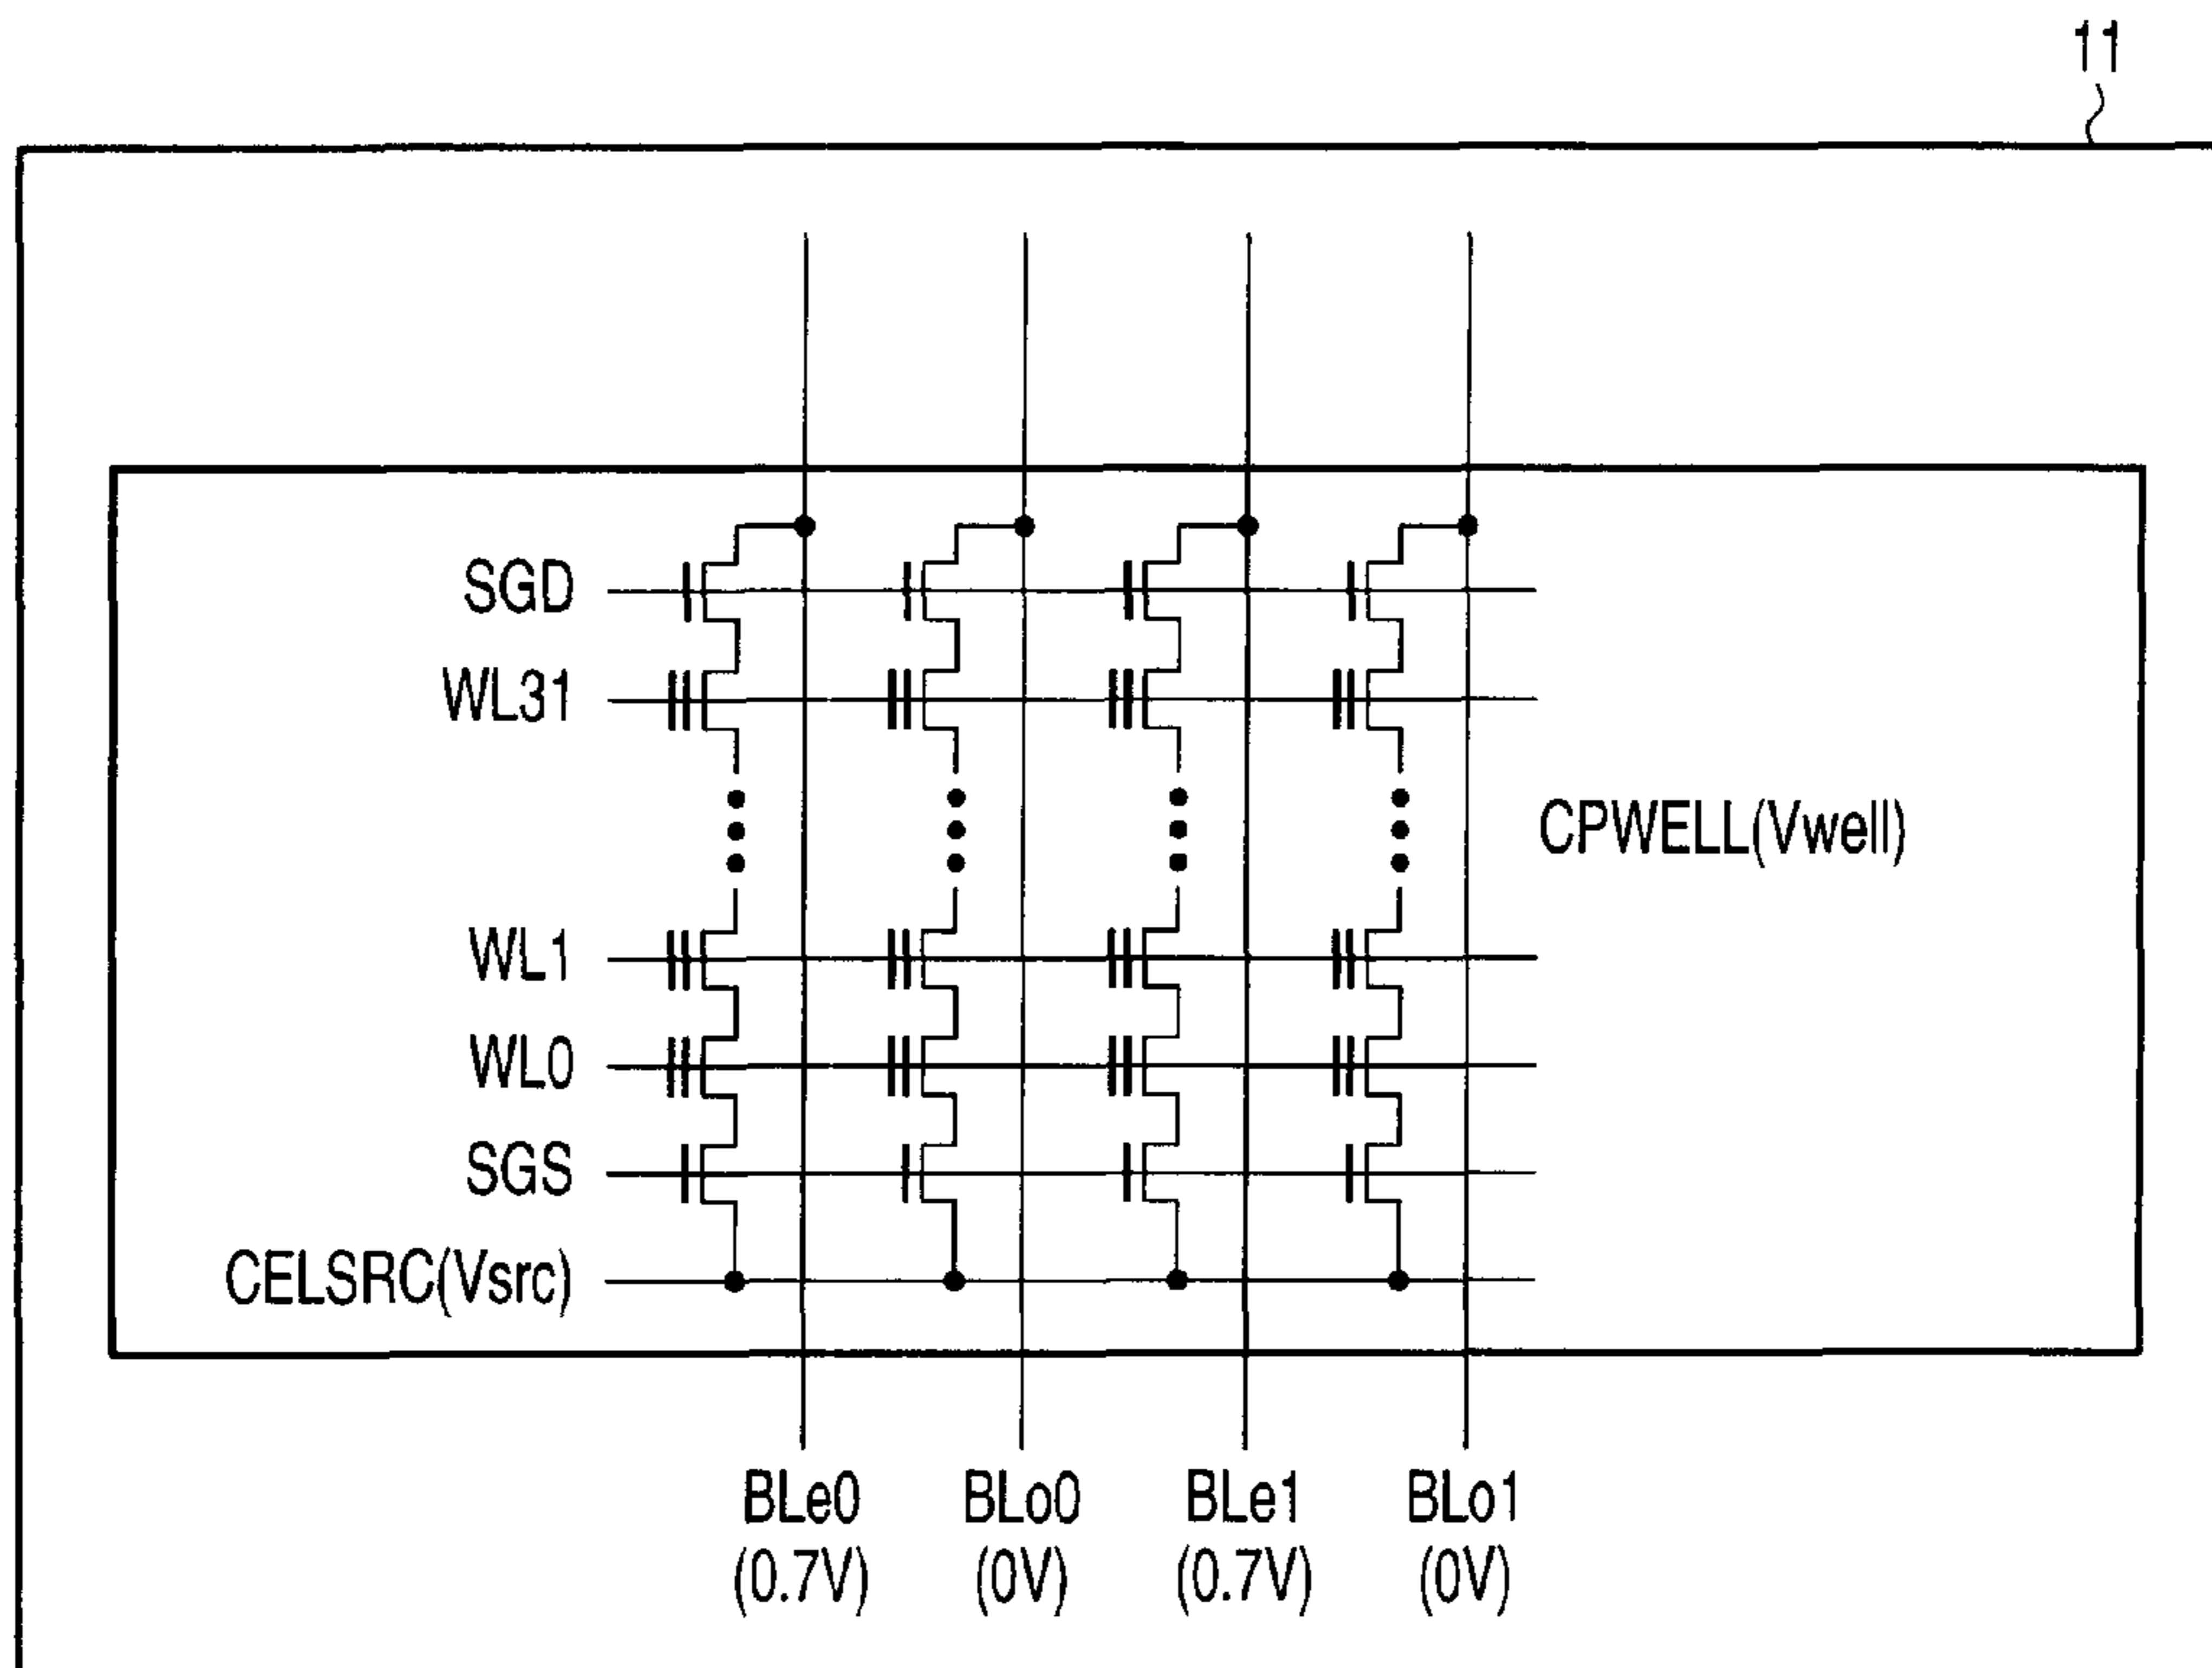 11
SGD
WL31
CPWELL(Vwell)
WL1
WL0
SGS
CELSRC(Vsrc)
BLe0 BLo0 BLe1 BLo1
(0.7V) (0V) (0.7V) (0V)